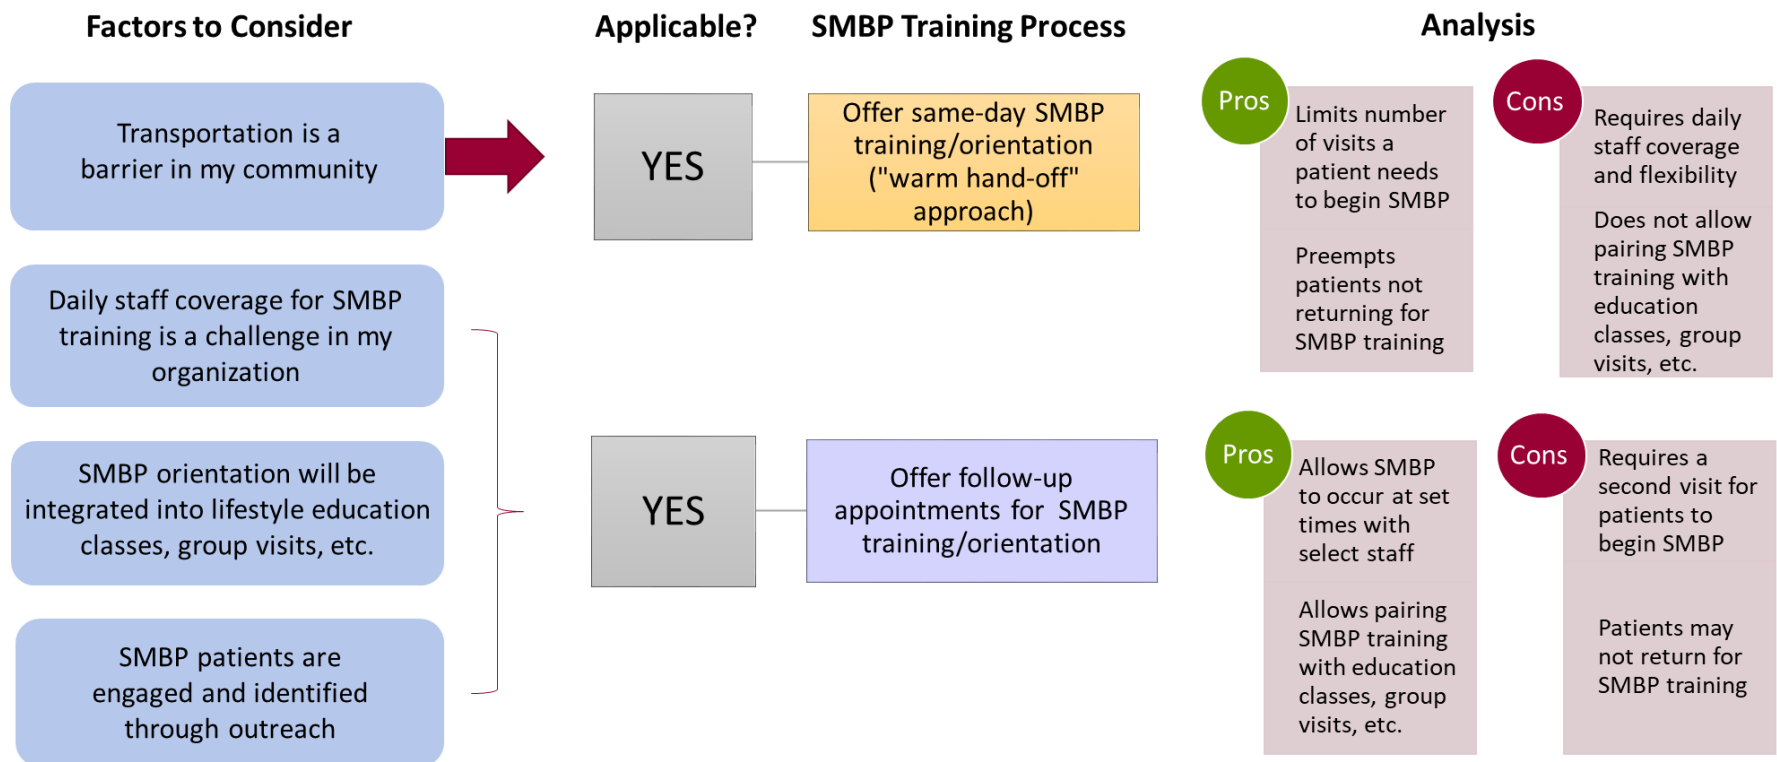 Factors to Consider
Applicable?
SMBP Training Process
Analysis
Transportation is a
barrier in my community
YES
Offer same-day SMBP
training/orientation
("warm hand-off"
approach)
Pros
Limits number
of visits a
patient needs
to begin SMBP
Preempts
patients not
returning for
SMBP training
Cons
Requires daily
staff coverage
and flexibility
Does not allow
pairing SMBP
training with
education
classes, group
visits, etc.
Daily staff coverage for SMBP
training is a challenge in my
organization
SMBP orientation will be
integrated into lifestyle education
classes, group visits, etc.
SMBP patients are
engaged and identified
through outreach
YES
Offer follow-up
appointments for SMBP
training/orientation
Pros
Allows SMBP
to occur at set
times with
select staff
Allows pairing
SMBP training
with education
classes, group
visits, etc.
Cons
Requires a
second visit for
patients to
begin SMBP
Patients may
not return for
SMBP training